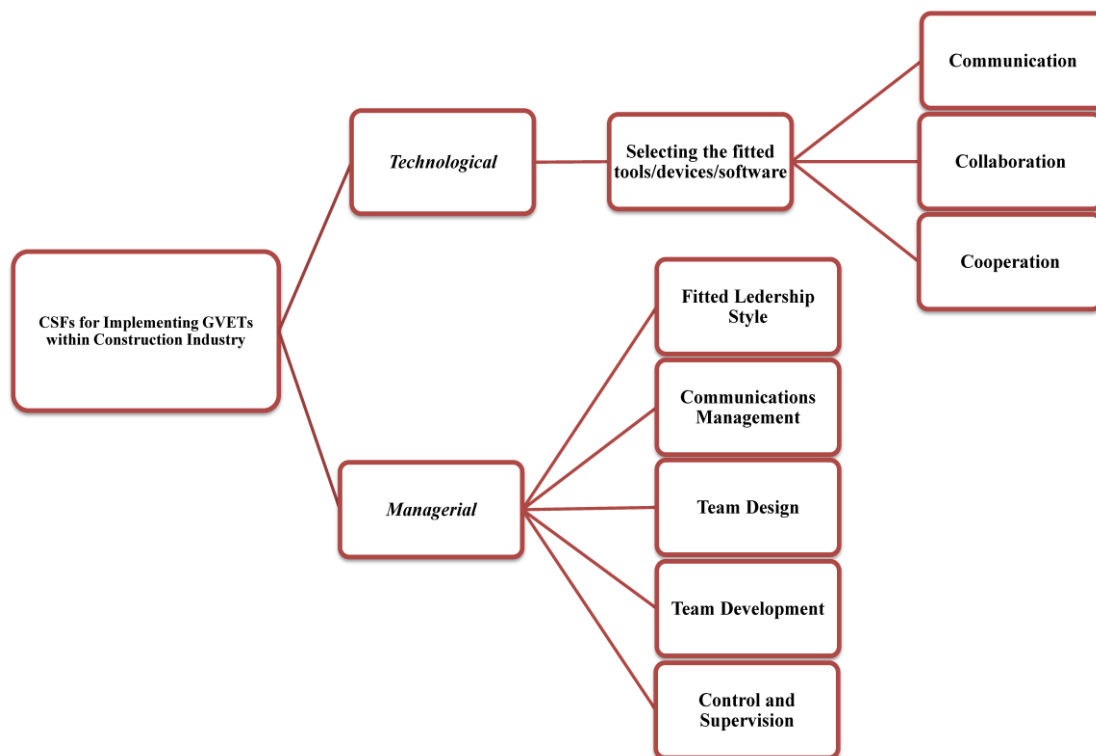 CSFs for Implementing GVETs
within Construction Industry
Technological
Selecting the fitted
tools/devices/software
Communication
Collaboration
Cooperation
Managerial
Fitted Ledership
Style
Communications
Management
Team Design
Team Development
Control and
Supervision